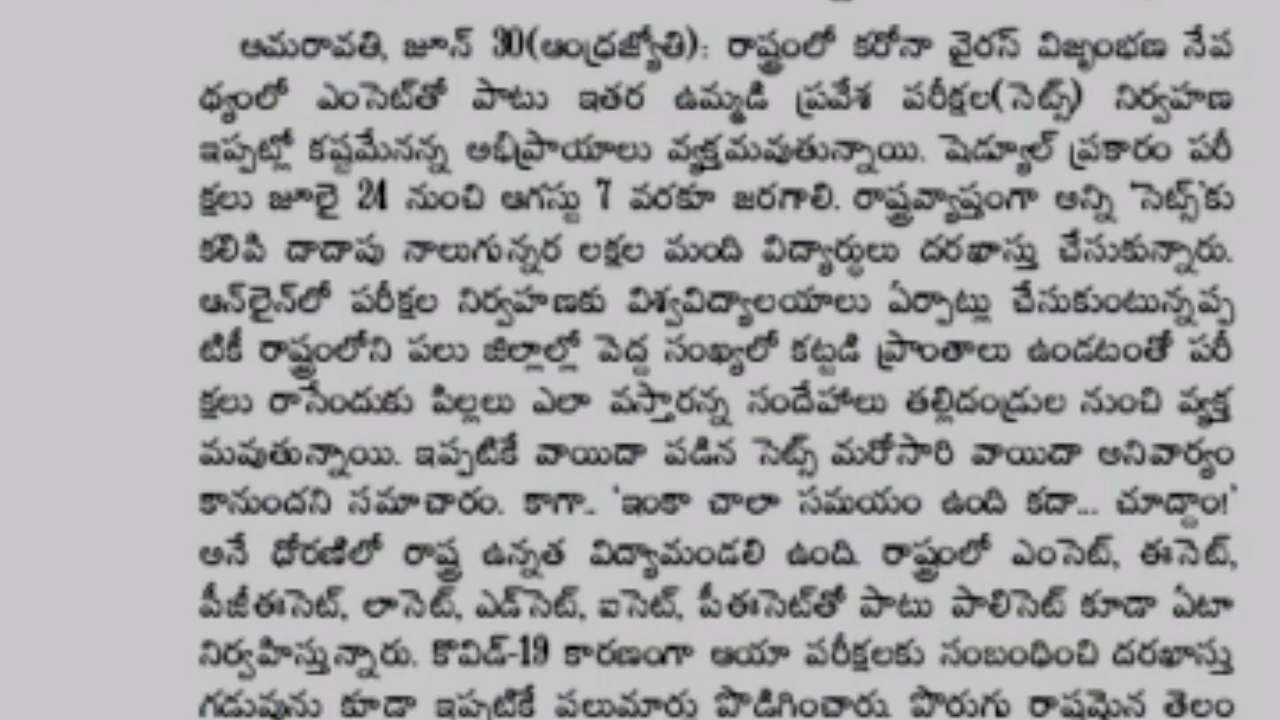 అమరావతి, జూన్ 30(ఆంధ్రజ్యోతి): రాష్ట్రంలో కరోనా వైరస్ విజృంభణ నేప
థ్యంలో ఎంసెట్‌తో పాటు ఇతర ఉమ్మడి ప్రవేశ పరీక్షల(సెట్స్) నిర్వహణ
ఇప్పట్లో కష్టమేనన్న అభిప్రాయాలు వ్యక్తమవుతున్నాయి. షెడ్యూల్ ప్రకారం పరీ
క్షలు జూలై 24 నుంచి ఆగస్టు 7 వరకూ జరగాలి. రాష్ట్రవ్యాప్తంగా అన్ని 'సెట్స్'కు
కలిపి దాదాపు నాలుగున్నర లక్షల మంది విద్యార్థులు దరఖాస్తు చేసుకున్నారు.
ఆన్‌లైన్‌లో పరీక్షల నిర్వహణకు విశ్వవిద్యాలయాలు ఏర్పాట్లు చేసుకుంటున్నప్ప
టికీ రాష్ట్రంలోని పలు జిల్లాల్లో పెద్ద సంఖ్యలో కట్టడి ప్రాంతాలు ఉండటంతో పరీ
క్షలు రాసేందుకు పిల్లలు ఎలా వస్తారన్న సందేహాలు తల్లిదండ్రుల నుంచి వ్యక్త
మవుతున్నాయి. ఇప్పటికే వాయిదా పడిన సెట్స్ మరోసారి వాయిదా అనివార్యం
కానుందని సమాచారం. కాగా.. 'ఇంకా చాలా సమయం ఉంది కదా... చూద్దాం!'
అనే ధోరణిలో రాష్ట్ర ఉన్నత విద్యామండలి ఉంది. రాష్ట్రంలో ఎంసెట్, ఈసెట్,
పీజీఈసెట్, లాసెట్, ఎడ్‌సెట్, ఐసెట్, పీఈసెట్‌తో పాటు పాలిసెట్ కూడా ఏటా
నిర్వహిస్తున్నారు. కొవిడ్-19 కారణంగా ఆయా పరీక్షలకు సంబంధించి దరఖాస్తు
గడువును కూడా ఇప్పటికే పలుమార్లు పొడిగించారు. పొరుగు రాష్ట్రమైన తెలం